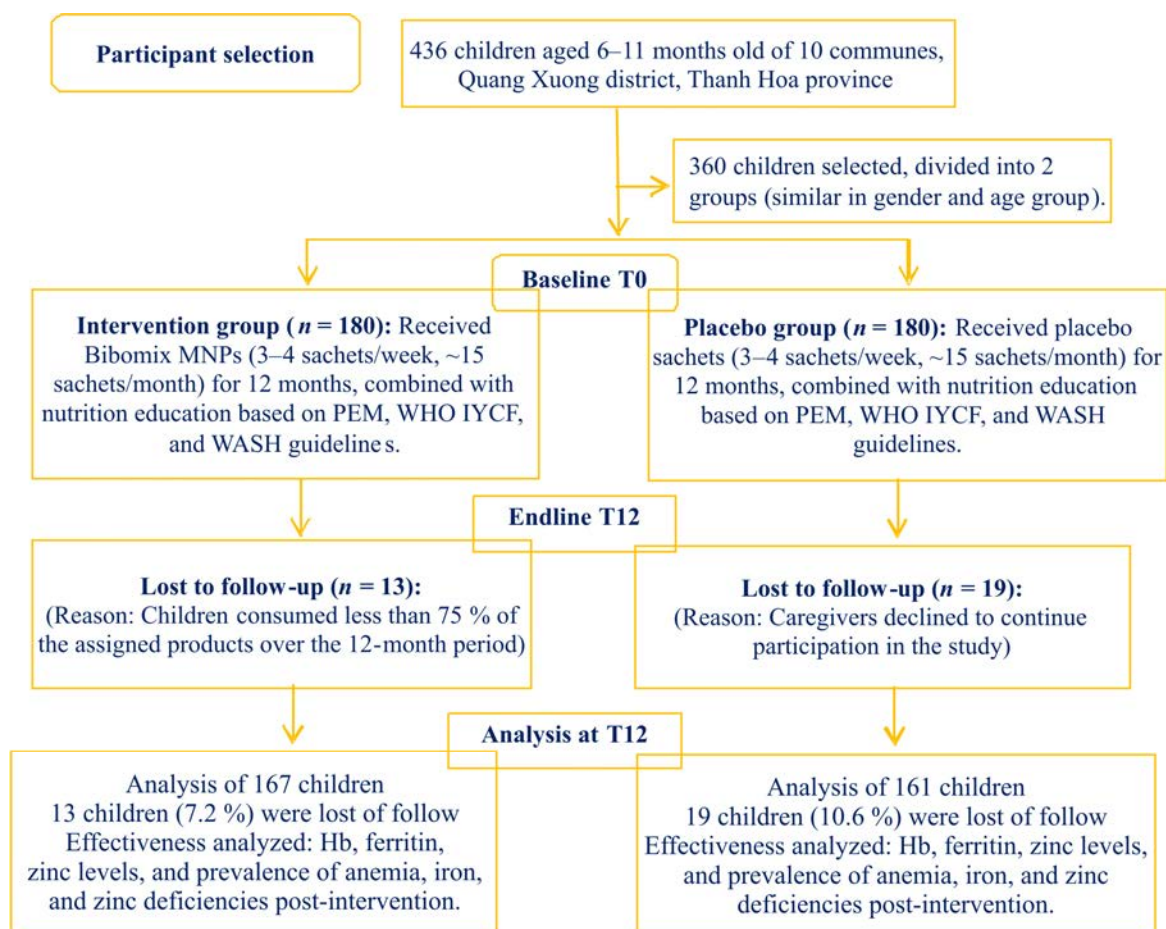 Participant selection
436 children aged 6–11 months old of 10 communes,
Quang Xuong district, Thanh Hoa province
360 children selected, divided into 2
groups (similar in gender and age group).
Baseline T0
Intervention group (n = 180): Received
Bibomix MNPs (3–4 sachets/week, ~15
sachets/month) for 12 months, combined with
nutrition education based on PEM, WHO IYCF,
and WASH guidelines.
Placebo group (n = 180): Received placebo
sachets (3–4 sachets/week, ~15 sachets/month) for
12 months, combined with nutrition education
based on PEM, WHO IYCF, and WASH
guidelines.
Endline T12
Lost to follow-up (n = 13):
(Reason: Children consumed less than 75 % of
the assigned products over the 12-month period)
Lost to follow-up (n = 19):
(Reason: Caregivers declined to continue
participation in the study)
Analysis at T12
Analysis of 167 children
13 children (7.2 %) were lost of follow
Effectiveness analyzed: Hb, ferritin,
zinc levels, and prevalence of anemia, iron,
and zinc deficiencies post-intervention.
Analysis of 161 children
19 children (10.6 %) were lost of follow
Effectiveness analyzed: Hb, ferritin, zinc levels,
and prevalence of anemia, iron, and zinc
deficiencies post-intervention.